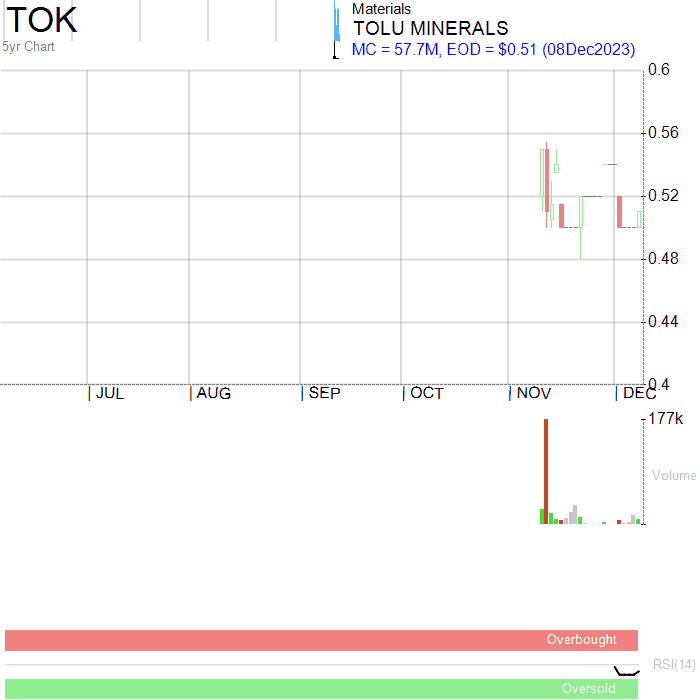 TOK
5yr Chart
Materials
TOLU MINERALS
MC = 57.7M, EOD = $0.51 (08Dec2023)
0.6
0.56
0.52
0.48
0.44
0.4
JUL AUG SEP OCT NOV DEC
177k
Volume
Overbought
RSI(14)
Oversold